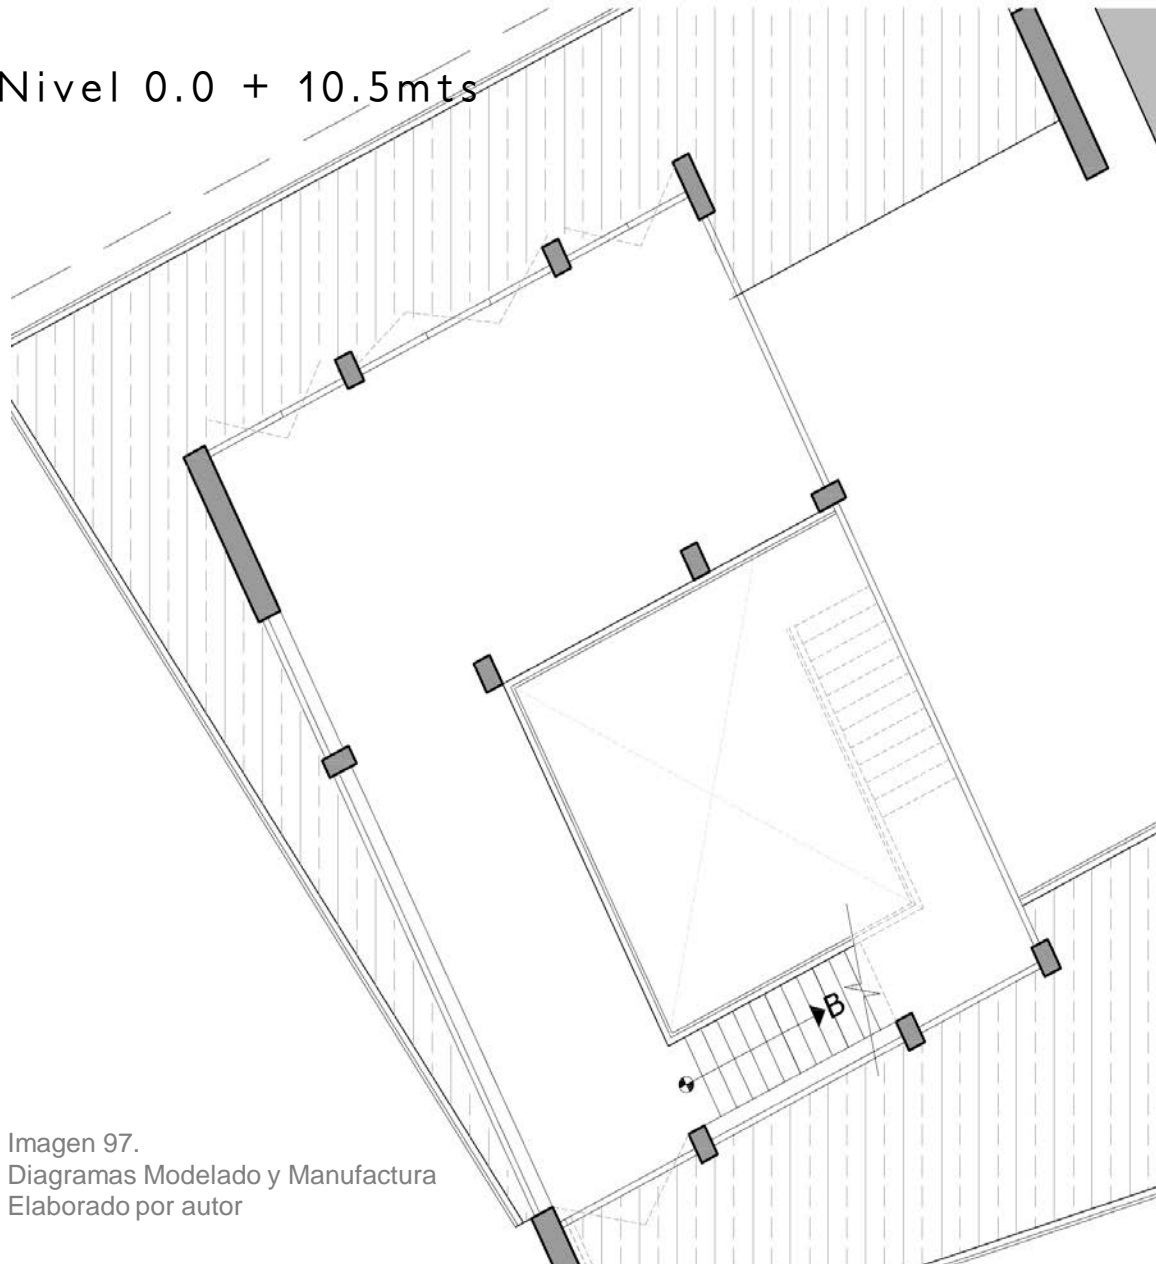 Nivel 0.0 + 10.5mts
B
Imagen 97.
Diagramas Modelado y Manufactura
Elaborado por autor